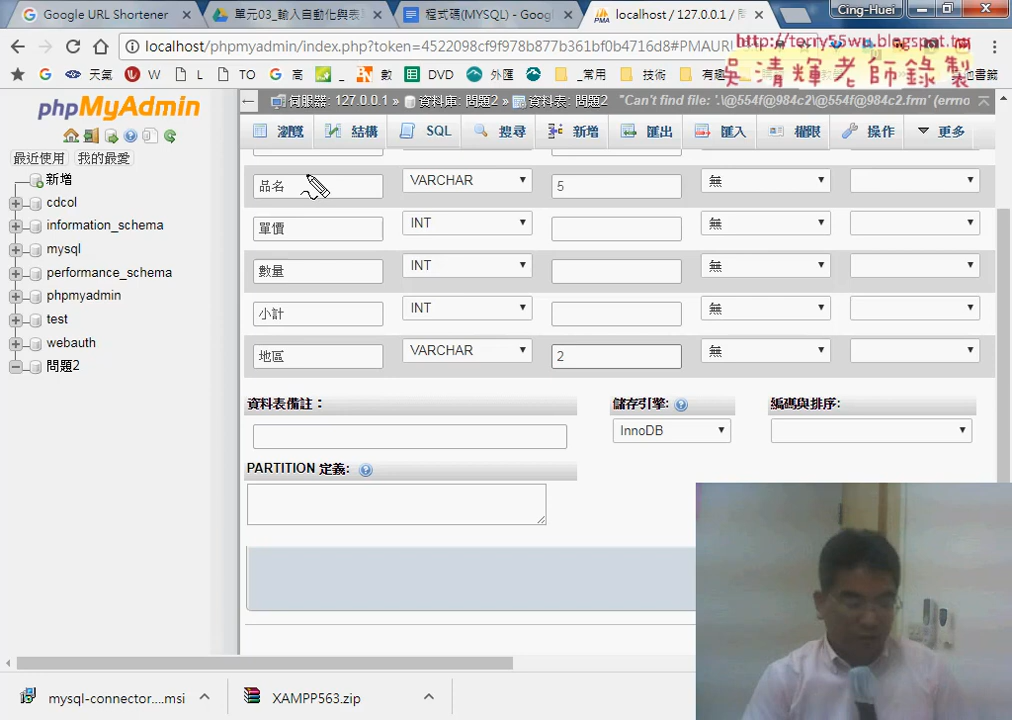 Google URL Shortener
單元03_輸入自動化與表單
程式碼(MYSQL) - Goog
localhost / 127.0.0.1 / 問
Cing-Huei
localhost/phpmyadmin/index.php?token=4522098cf9f978b877b361bf0b4716d8#PMAURL
http://terry55wu.blogspot.tw
吳清輝老師錄製
天氣
W
L
TO
高
_
數
DVD
外匯
_常用
技術
有趣
書籤
phpMyAdmin
最近使用
我的最愛
新增
cdcol
information_schema
mysql
performance_schema
phpmyadmin
test
webauth
問題2
伺服器: 127.0.0.1 » 資料庫: 問題2 » 資料表: 問題2 "Can't find file: '.\@554f@984c2\@554f@984c2.frm' (errno
瀏覽 結構 SQL 搜尋 新增 匯出 匯入 權限 操作 更多
品名 VARCHAR 5 無
單價 INT 無
數量 INT 無
小計 INT 無
地區 VARCHAR 2 無
資料表備註： 儲存引擎: 編碼與排序:
InnoDB
PARTITION 定義:
mysql-connector....msi
XAMPP563.zip